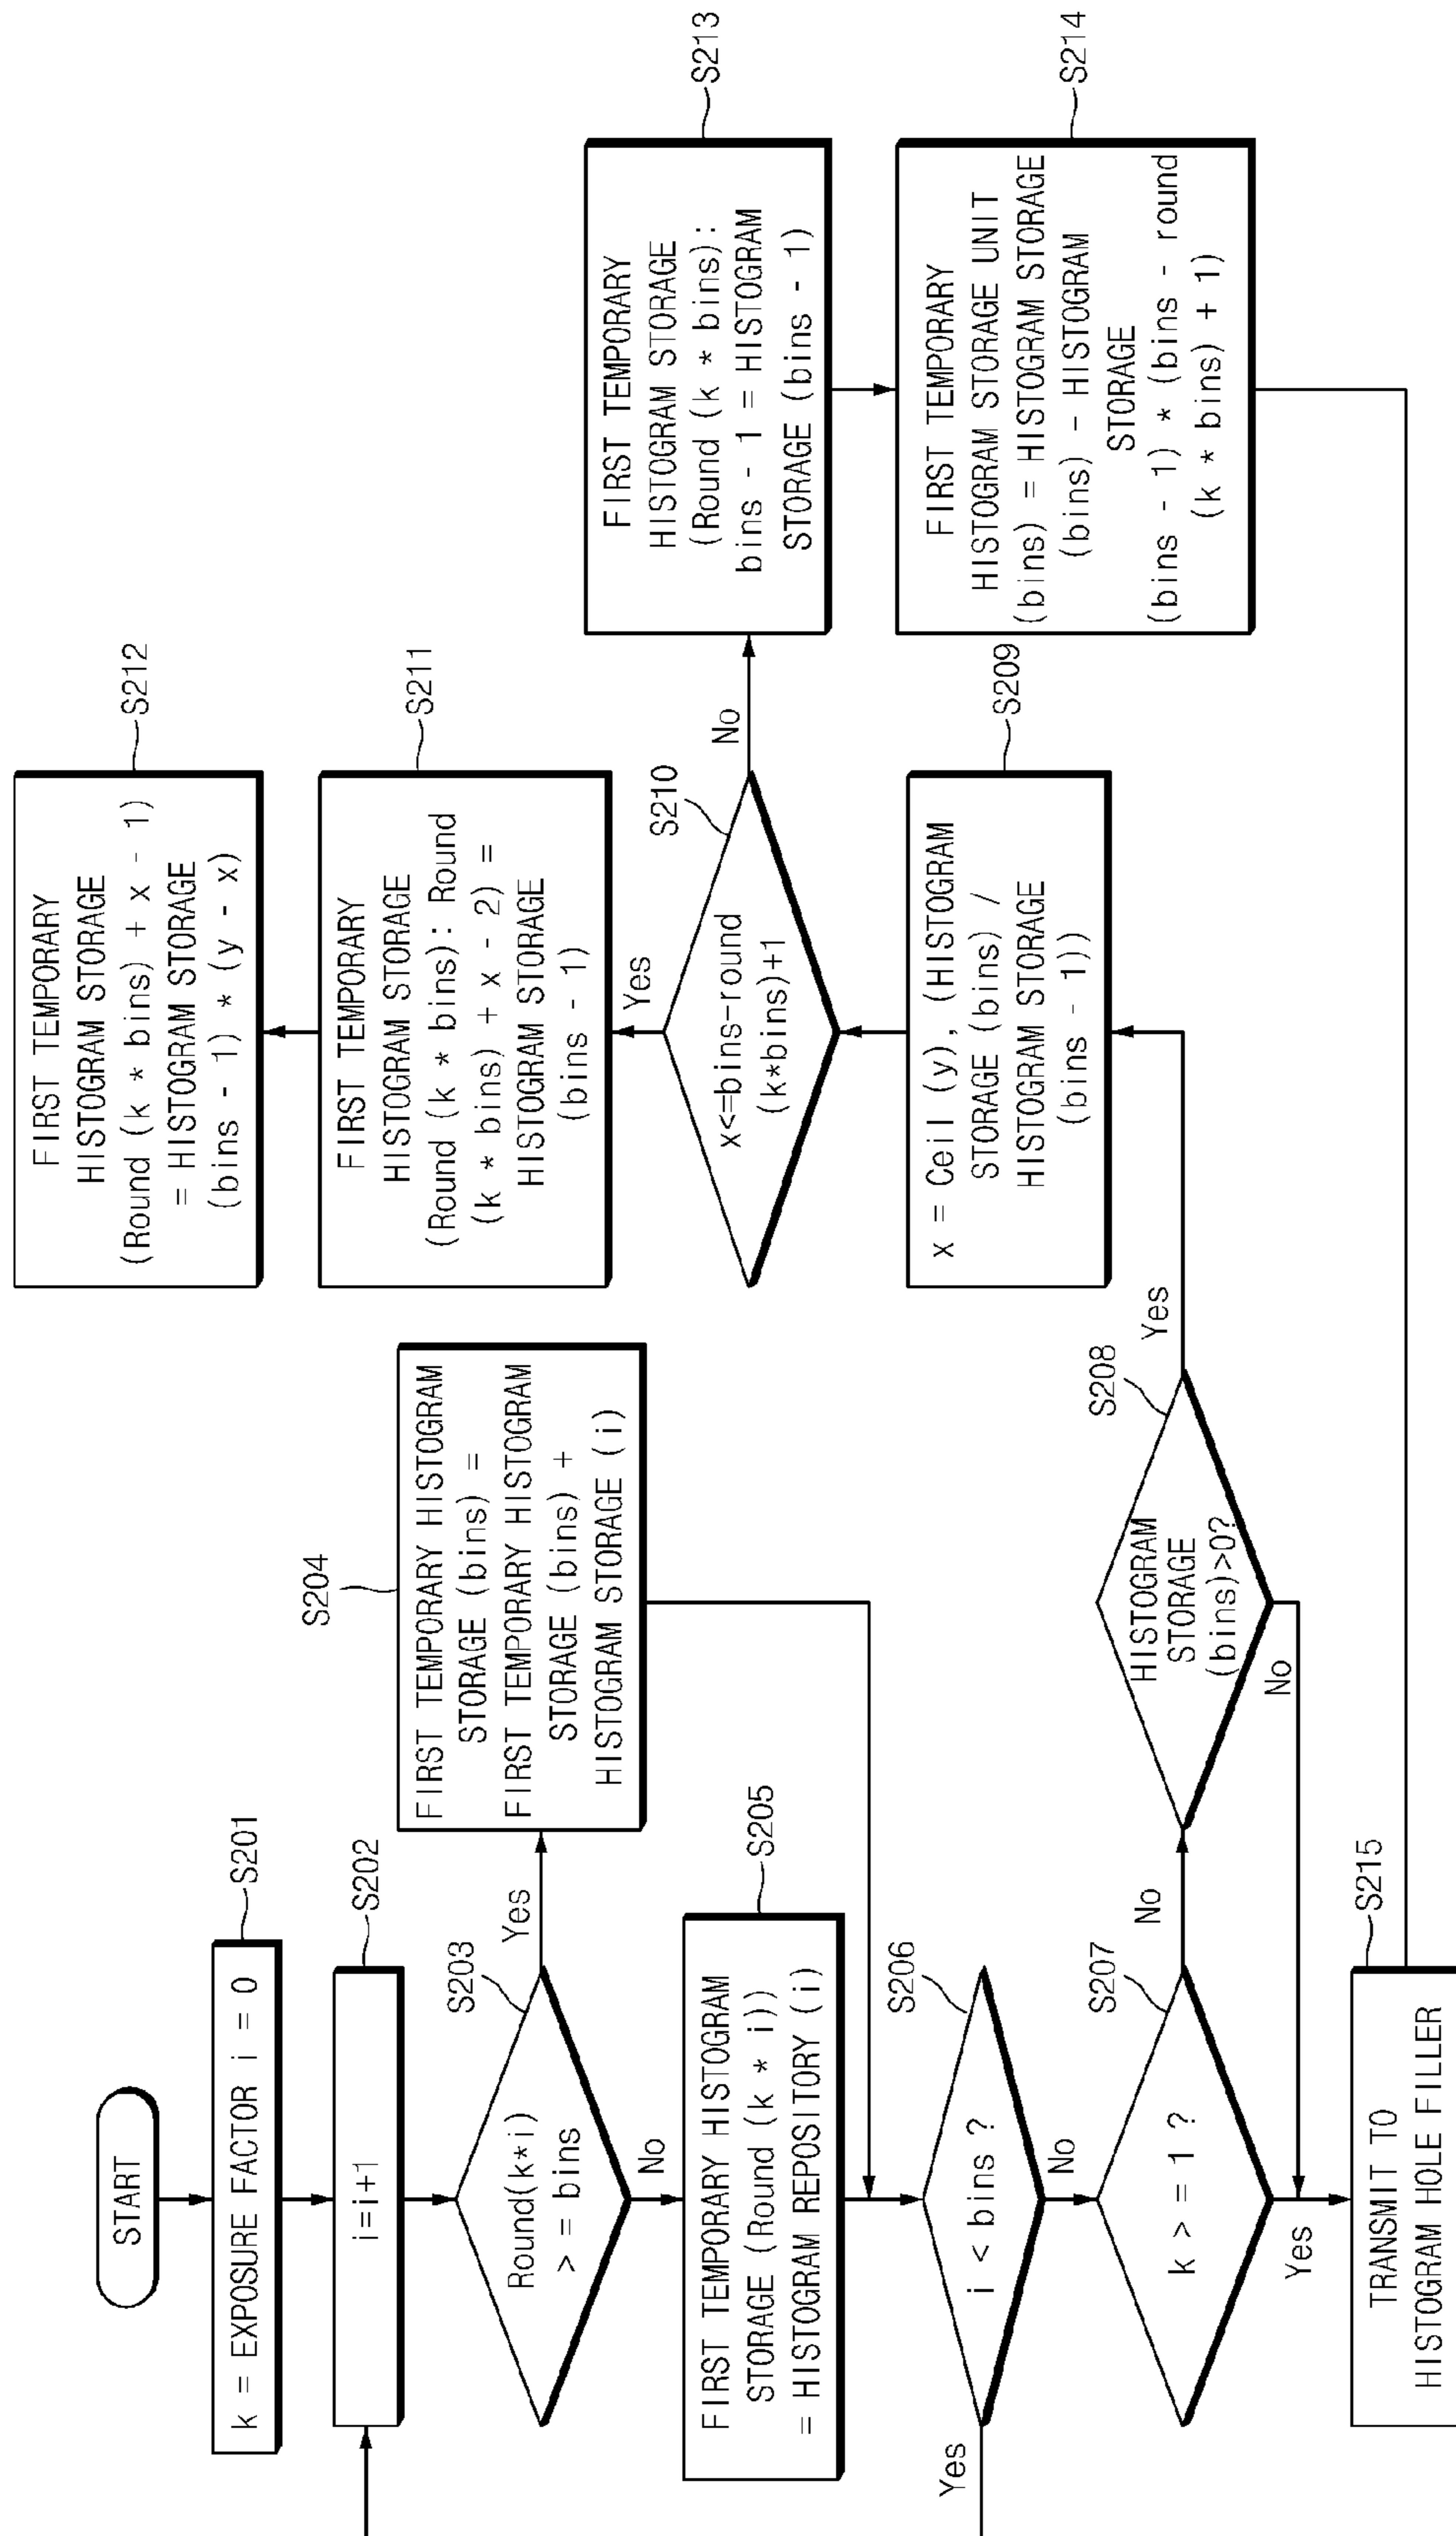 START
k = EXPOSURE FACTOR i = 0
S201
i=i+1
S202
Round(k*i)
>= bins
S203
Yes
No
FIRST TEMPORARY HISTOGRAM
STORAGE (bins) =
FIRST TEMPORARY HISTOGRAM
STORAGE (bins) +
HISTOGRAM STORAGE (i)
S204
FIRST TEMPORARY HISTOGRAM
STORAGE (Round (k * i))
= HISTOGRAM REPOSITORY (i)
S205
i < bins ?
S206
Yes
No
k >= 1 ?
S207
No
Yes
HISTOGRAM
STORAGE
(bins)>0?
S208
Yes
No
x = Ceil (y), (HISTOGRAM
STORAGE (bins) /
HISTOGRAM STORAGE
(bins - 1))
S209
x<=bins-round
(k*bins)+1
S210
Yes
No
FIRST TEMPORARY
HISTOGRAM STORAGE
(Round (k * bins): Round
(k * bins) + x - 2) =
HISTOGRAM STORAGE
(bins - 1)
S211
FIRST TEMPORARY
HISTOGRAM STORAGE
(Round (k * bins) + x - 1)
= HISTOGRAM STORAGE
(bins - 1) * (y - x)
S212
FIRST TEMPORARY
HISTOGRAM STORAGE
(Round (k * bins):
bins - 1 = HISTOGRAM
STORAGE (bins - 1)
S213
FIRST TEMPORARY
HISTOGRAM STORAGE UNIT
(bins) = HISTOGRAM STORAGE
(bins) - HISTOGRAM
STORAGE
(bins - 1) * (bins - round
(k * bins) + 1)
S214
TRANSMIT TO
HISTOGRAM HOLE FILLER
S215